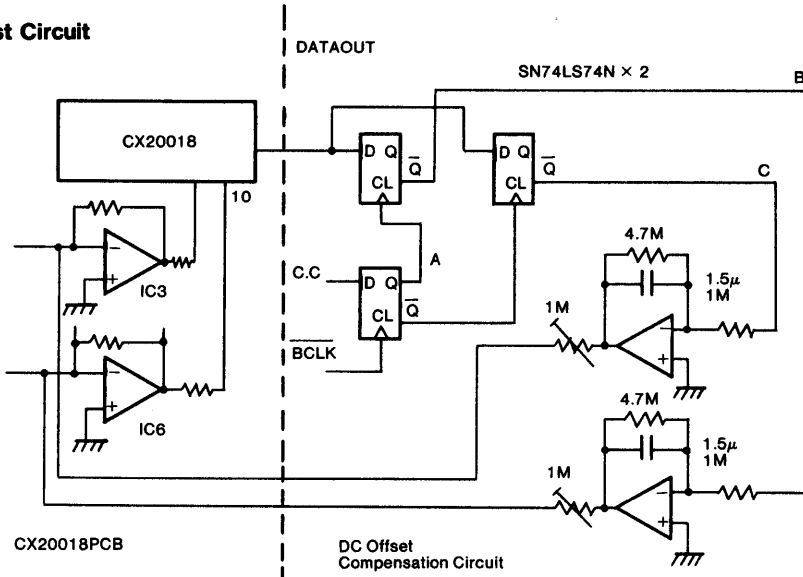 st Circuit
DATAOUT
SN74LS74N × 2
B
CX20018
D Q
Q̅
CL
D Q
Q̅
CL
C
10
IC3
A
C.C
D Q
Q̅
CL
B̅C̅L̅K̅
4.7M
1.5μ
1M
1M
−
+
−
+
−
+
IC6
4.7M
1.5μ
1M
1M
−
+
CX20018PCB
DC Offset
Compensation Circuit